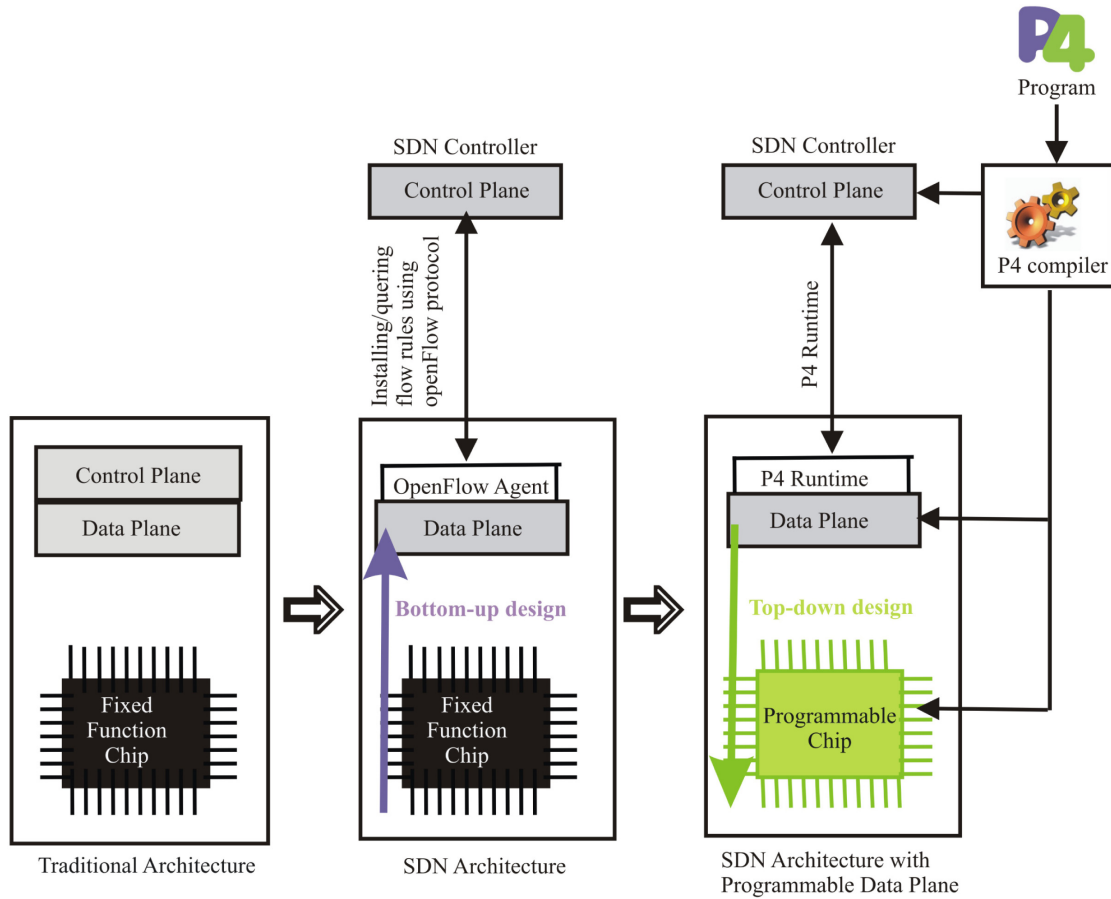 P4
Program
SDN Controller
Control Plane
SDN Controller
Control Plane
P4 compiler
Installing/quering
flow rules using
openFlow protocol
P4 Runtime
Control Plane
Data Plane
OpenFlow Agent
Data Plane
P4 Runtime
Data Plane
Bottom-up design
Top-down design
Fixed
Function
Chip
Fixed
Function
Chip
Programmable
Chip
Traditional Architecture
SDN Architecture
SDN Architecture with
Programmable Data Plane